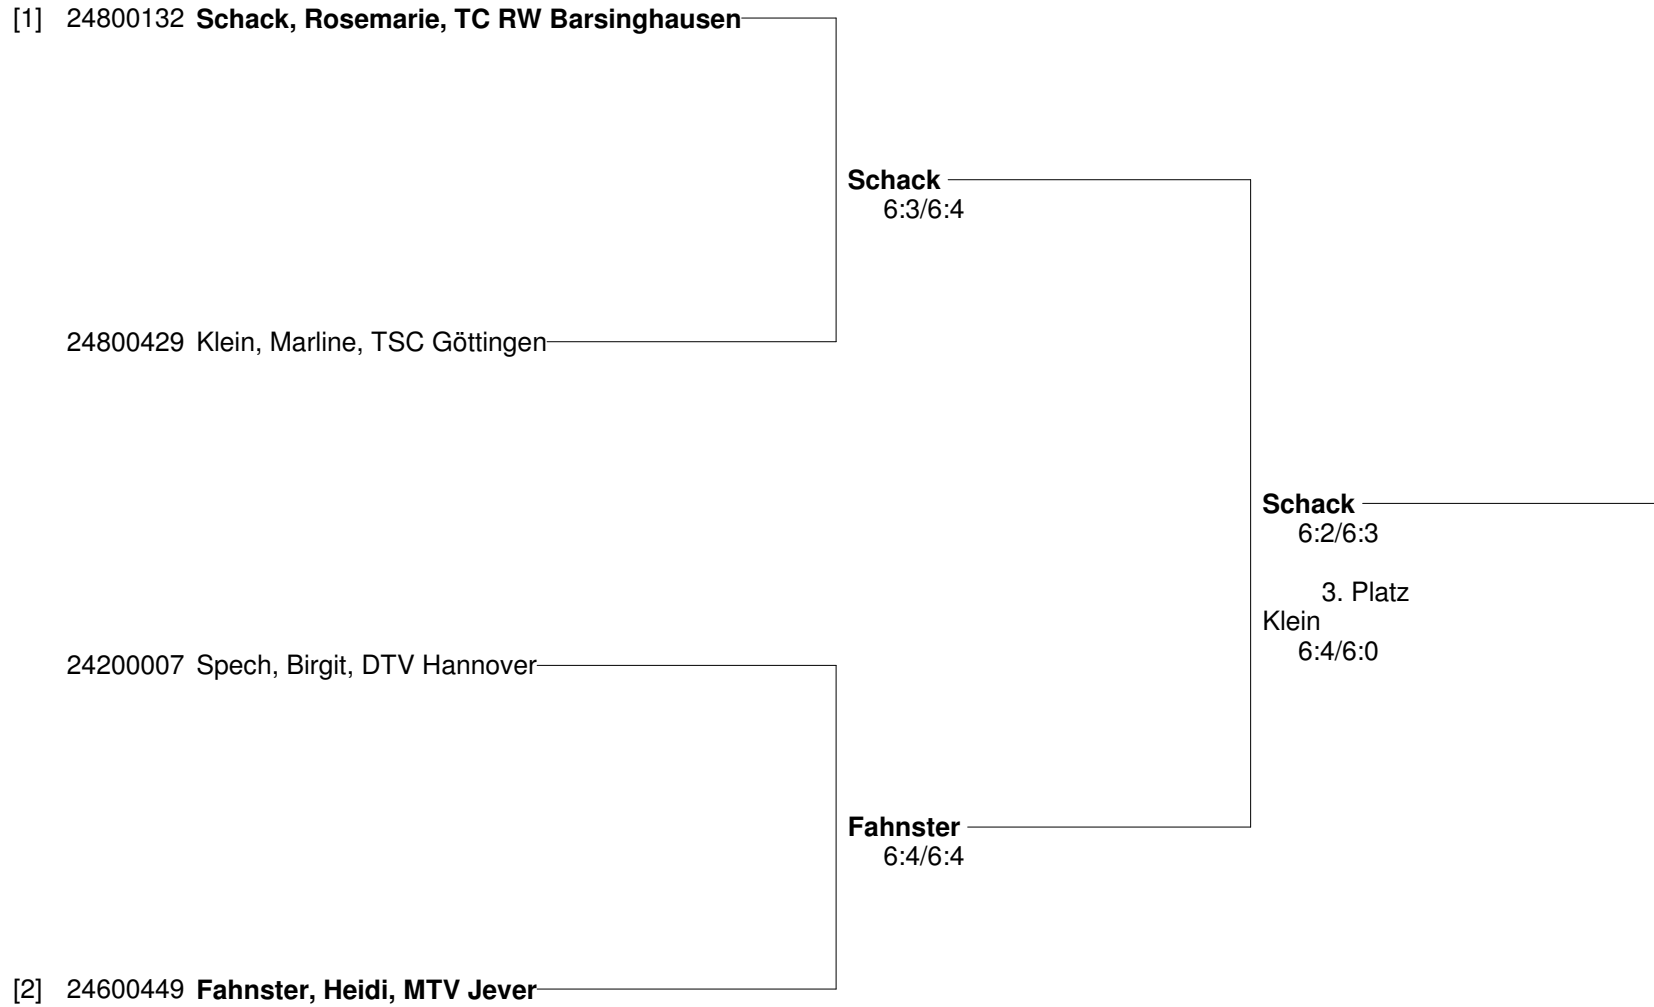 [1] 24800132 Schack, Rosemarie, TC RW Barsinghausen
Schack
6:3/6:4
24800429 Klein, Marline, TSC Göttingen
Schack
6:2/6:3
3. Platz
Klein
6:4/6:0
24200007 Spech, Birgit, DTV Hannover
Fahnster
6:4/6:4
[2] 24600449 Fahnster, Heidi, MTV Jever